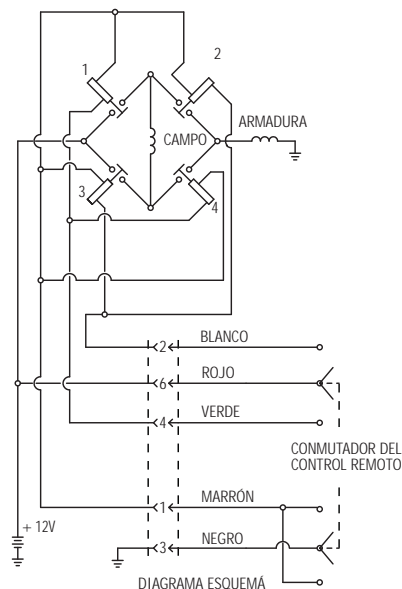 1
2
ARMADURA
CAMPO
3
4
BLANCO
2
ROJO
6
VERDE
4
CONMUTADOR DEL
CONTROL REMOTO
MARRÓN
1
+ 12V
NEGRO
3
DIAGRAMA ESQUEMÁ